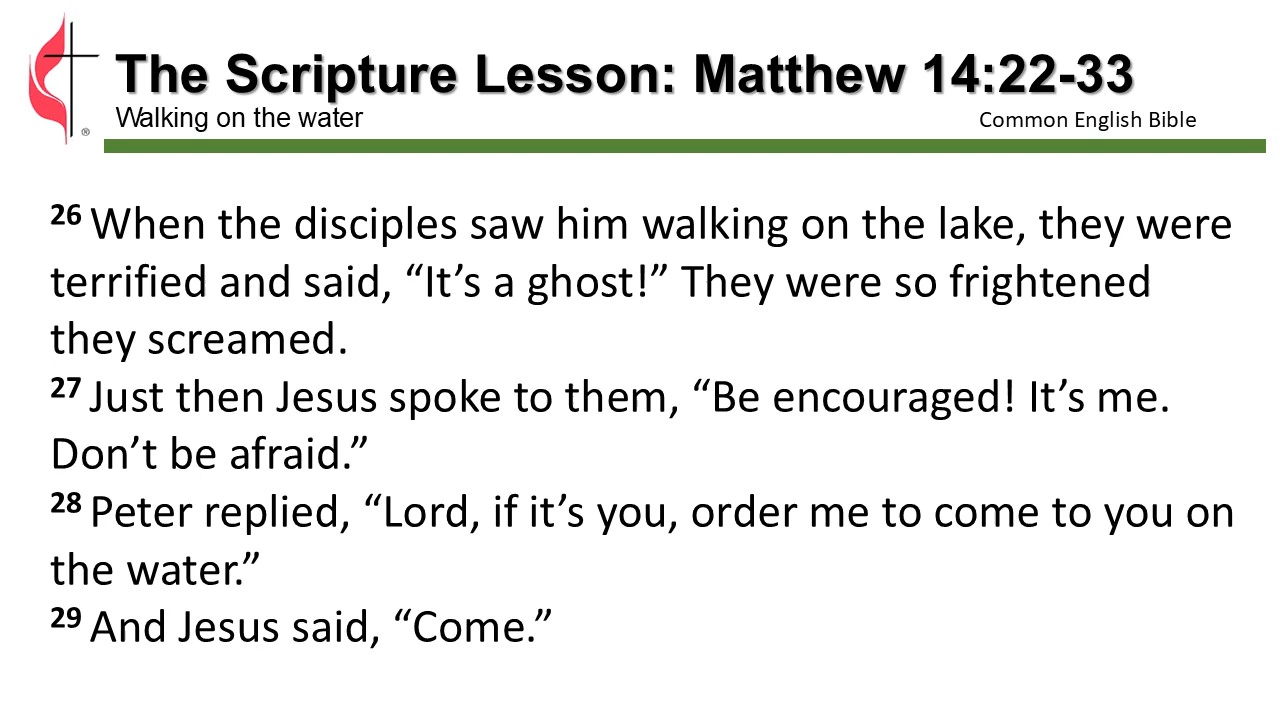 The Scripture Lesson: Matthew 14:22-33
Walking on the water Common English Bible
®
26 When the disciples saw him walking on the lake, they were
terrified and said, “It’s a ghost!” They were so frightened
they screamed.
27 Just then Jesus spoke to them, “Be encouraged! It’s me.
Don’t be afraid.”
28 Peter replied, “Lord, if it’s you, order me to come to you on
the water.”
29 And Jesus said, “Come.”